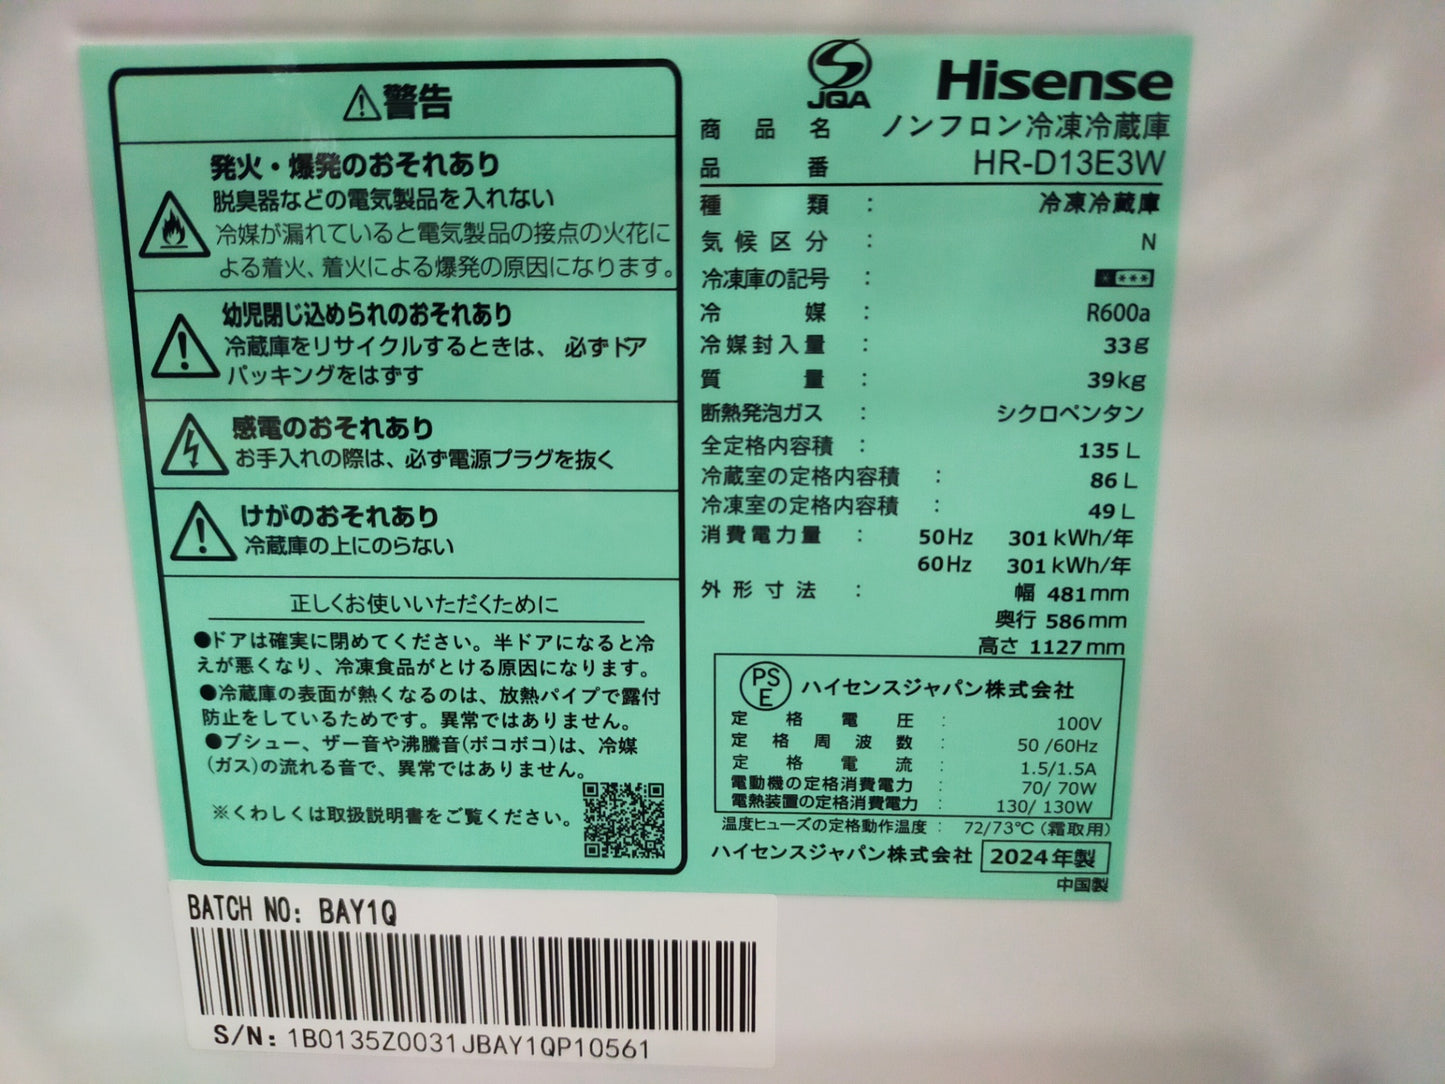 警告
発火・爆発のおそれあり
脱臭器などの電気製品を入れない
冷媒が漏れていると電気製品の接点の火花に
よる着火、着火による爆発の原因になります。
幼児閉じ込められのおそれあり
冷蔵庫をリサイクルするときは、必ずドア
パッキングをはずす
感電のおそれあり
お手入れの際は、必ず電源プラグを抜く
けがのおそれあり
冷蔵庫の上にのらない
正しくお使いいただくために
●ドアは確実に閉めてください。半ドアになると冷
えが悪くなり、冷凍食品がとける原因になります。
●冷蔵庫の表面が熱くなるのは、放熱パイプで露付
防止をしているためです。異常ではありません。
●プシュー、ザー音や沸騰音(ボコボコ)は、冷媒
(ガス)の流れる音で、異常ではありません。
※くわしくは取扱説明書をご覧ください。
JQA
Hisense
商品名 ノンフロン冷凍冷蔵庫
品番 HR-D13E3W
種類 : 冷凍冷蔵庫
気候区分 : N
冷凍庫の記号 : * ***
冷媒 : R600a
冷媒封入量 : 33g
質量 : 39kg
断熱発泡ガス : シクロペンタン
全定格内容積 : 135 L
冷蔵室の定格内容積 : 86 L
冷凍室の定格内容積 : 49 L
消費電力量 : 50Hz 301 kWh/年
60Hz 301 kWh/年
外形寸法 : 幅 481mm
奥行 586mm
高さ 1127mm
PSE ハイセンスジャパン株式会社
定格電圧 : 100V
定格周波数 : 50 /60Hz
定格電流 : 1.5/1.5A
電動機の定格消費電力 : 70/ 70W
電熱装置の定格消費電力 : 130/ 130W
温度ヒューズの定格動作温度 : 72/73℃ (霜取用)
ハイセンスジャパン株式会社 2024年製
中国製
BATCH NO: BAY1Q
S/N: 1B0135Z0031JBAY1QP10561